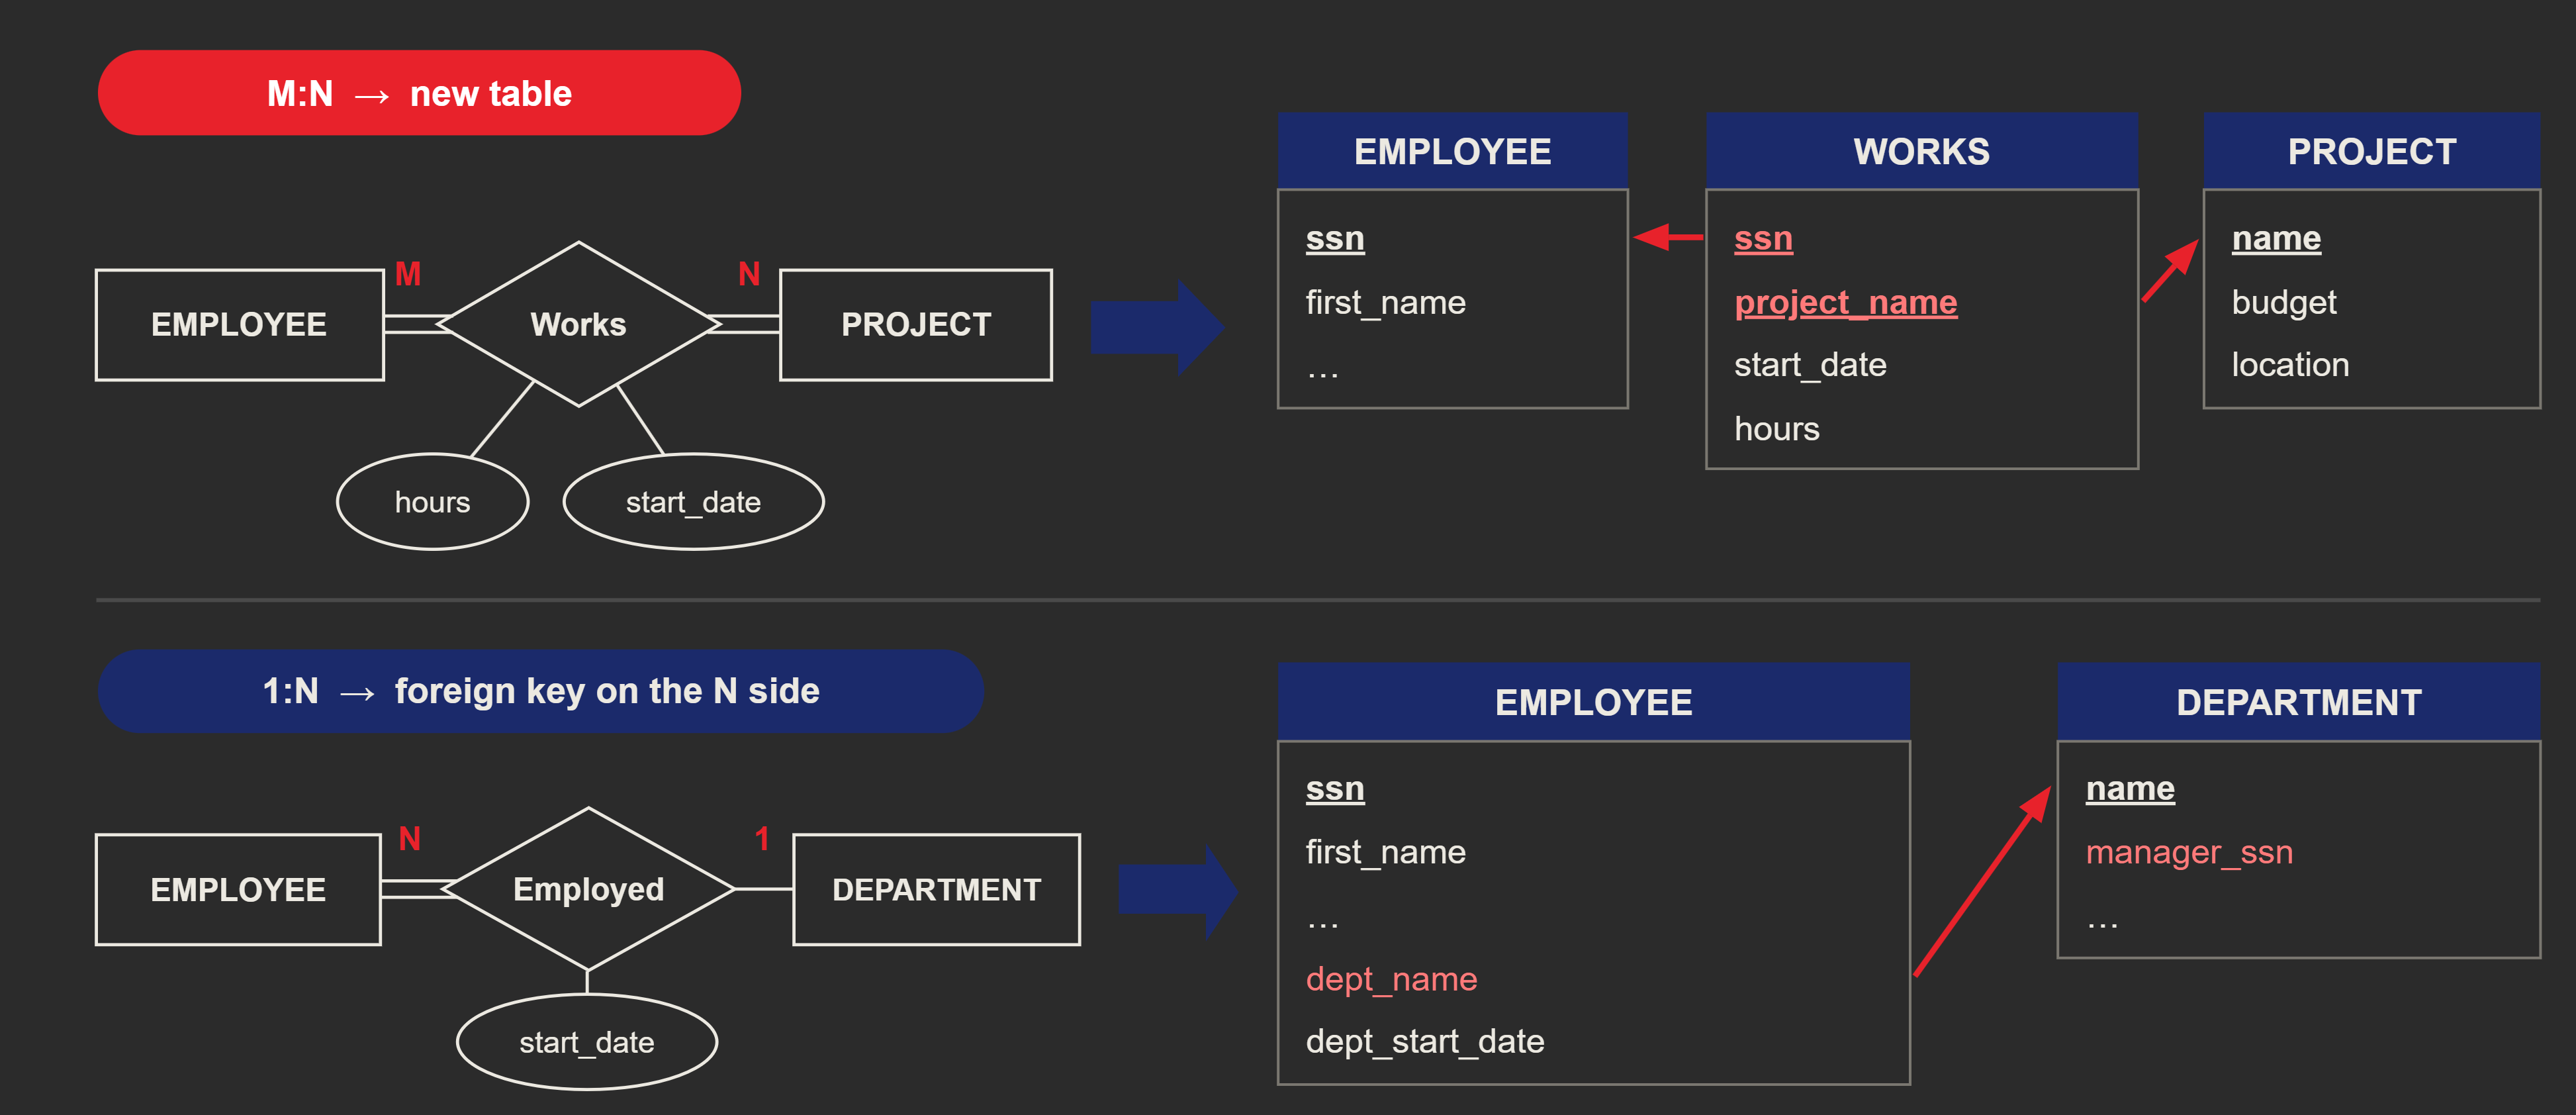 M:N → new table
EMPLOYEE
M
Works
N
PROJECT
hours
start_date
EMPLOYEE
ssn
first_name
…
WORKS
ssn
project_name
start_date
hours
PROJECT
name
budget
location
1:N → foreign key on the N side
EMPLOYEE
N
Employed
1
DEPARTMENT
start_date
EMPLOYEE
ssn
first_name
…
dept_name
dept_start_date
DEPARTMENT
name
manager_ssn
…